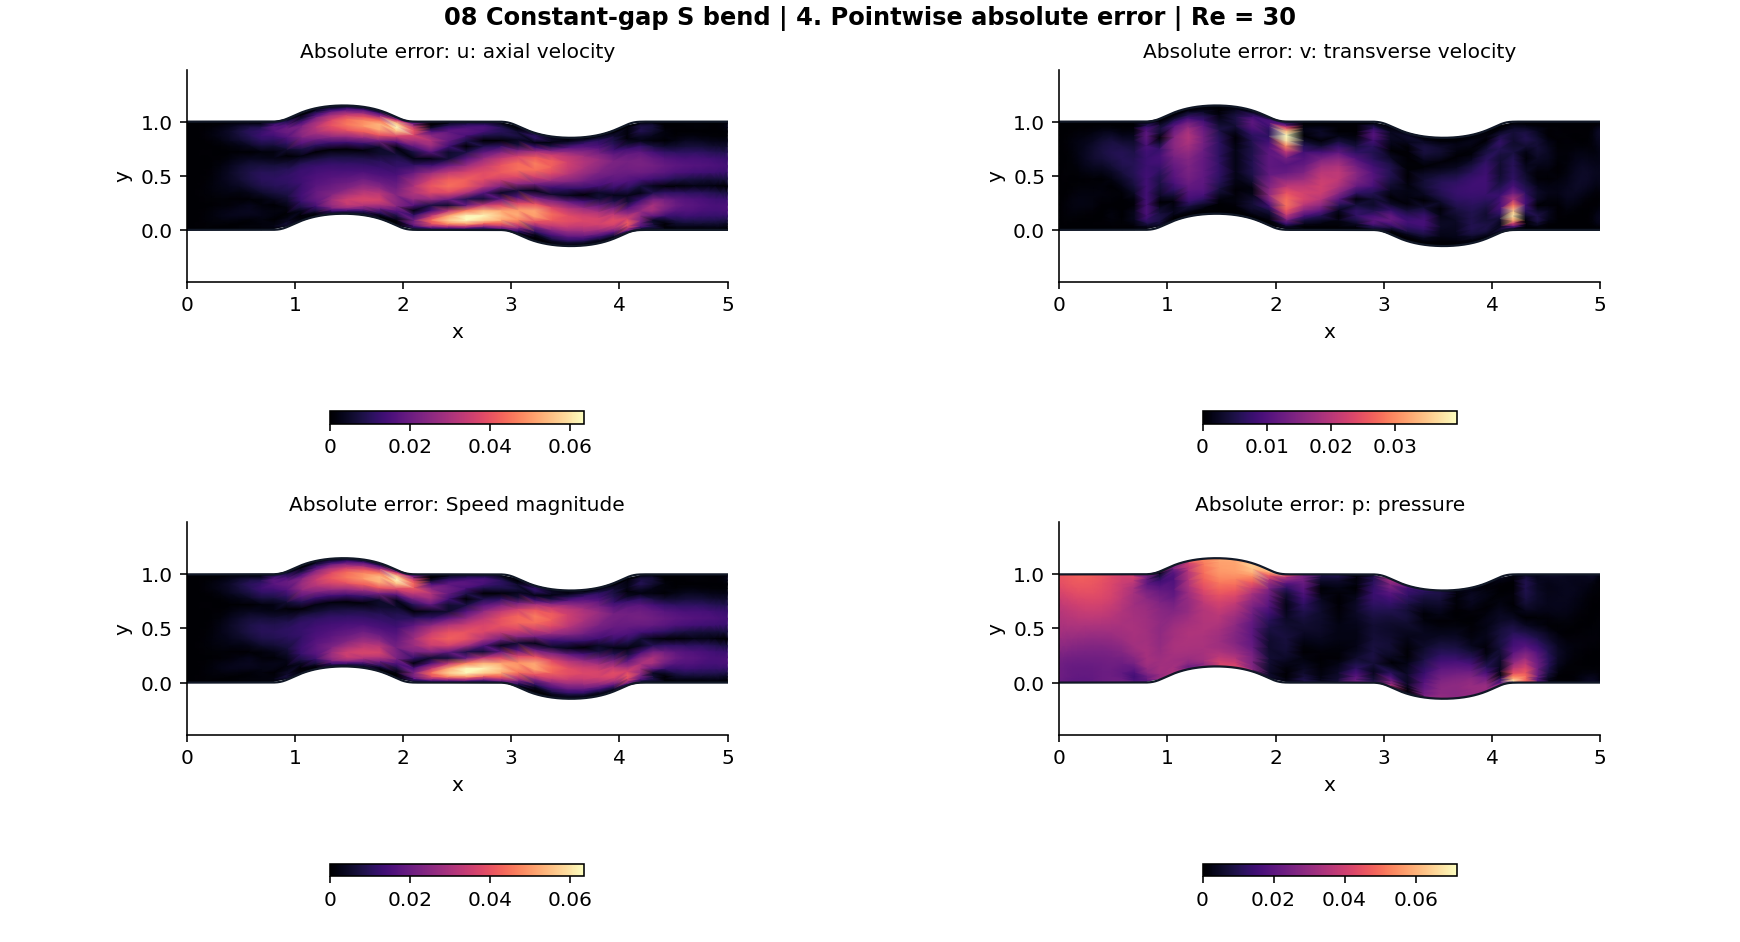 08 Constant-gap S bend | 4. Pointwise absolute error | Re = 30
Absolute error: u: axial velocity
1.0
0.5
0.0
y
0 1 2 3 4 5
x
0 0.02 0.04 0.06
Absolute error: v: transverse velocity
1.0
0.5
0.0
y
0 1 2 3 4 5
x
0 0.01 0.02 0.03
Absolute error: Speed magnitude
1.0
0.5
0.0
y
0 1 2 3 4 5
x
0 0.02 0.04 0.06
Absolute error: p: pressure
1.0
0.5
0.0
y
0 1 2 3 4 5
x
0 0.02 0.04 0.06